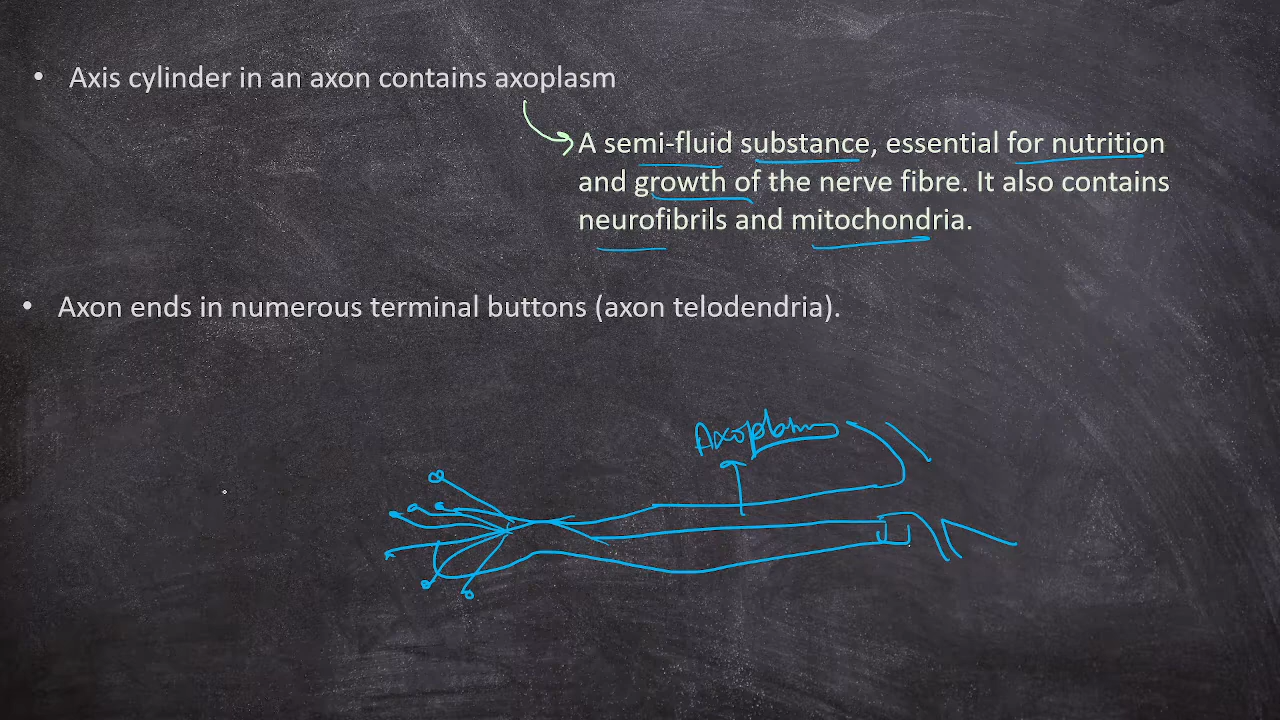 • Axis cylinder in an axon contains axoplasm
A semi-fluid substance, essential for nutrition
and growth of the nerve fibre. It also contains
neurofibrils and mitochondria.
• Axon ends in numerous terminal buttons (axon telodendria).
Axoplasm